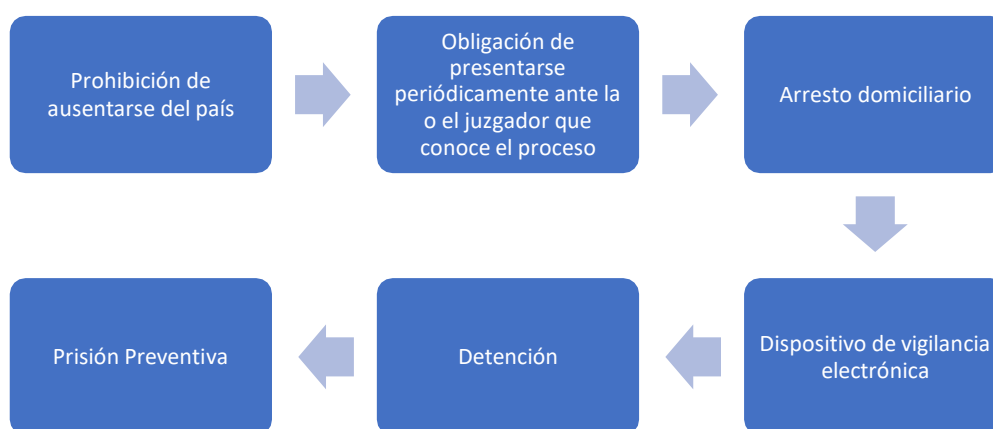 Prohibición de
ausentarse del país
Obligación de
presentarse
periódicamente ante la
o el juzgador que
conoce el proceso
Arresto domiciliario
Dispositivo de vigilancia
electrónica
Detención
Prisión Preventiva